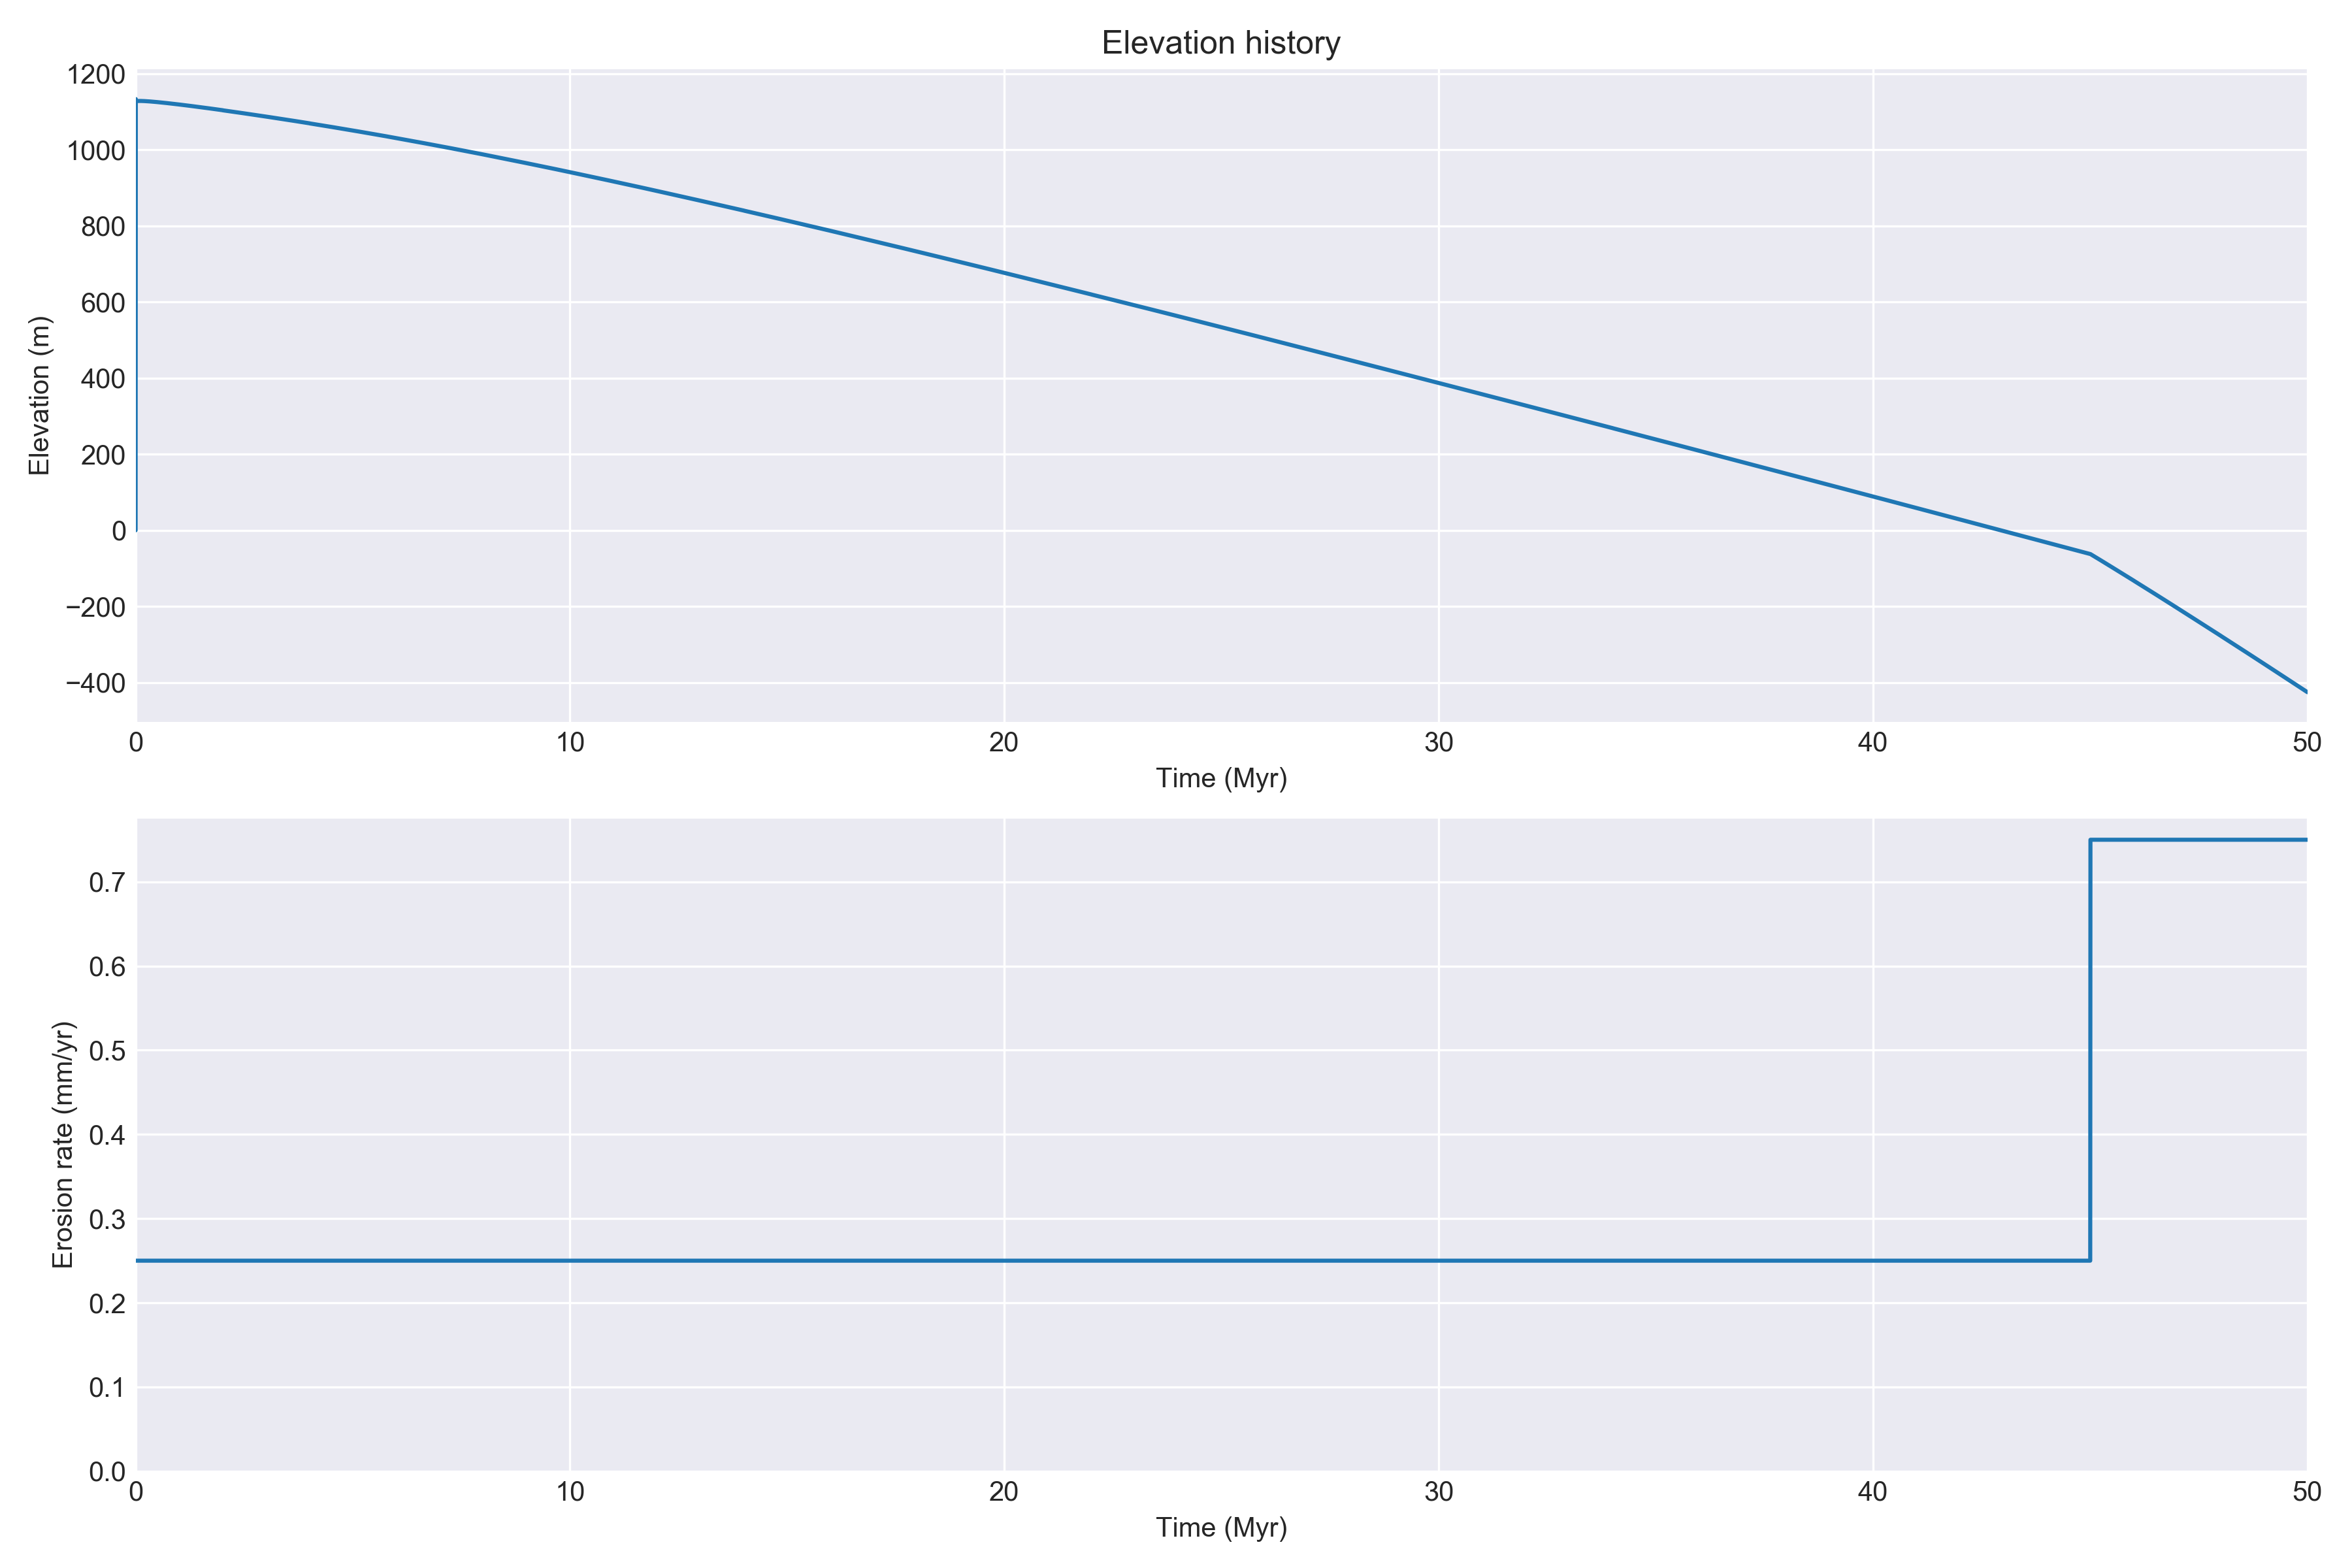 Elevation history
1200
1000
800
600
400
200
0
−200
−400
Elevation (m)
0 10 20 30 40 50
Time (Myr)
0.7
0.6
0.5
0.4
0.3
0.2
0.1
0.0
Erosion rate (mm/yr)
0 10 20 30 40 50
Time (Myr)